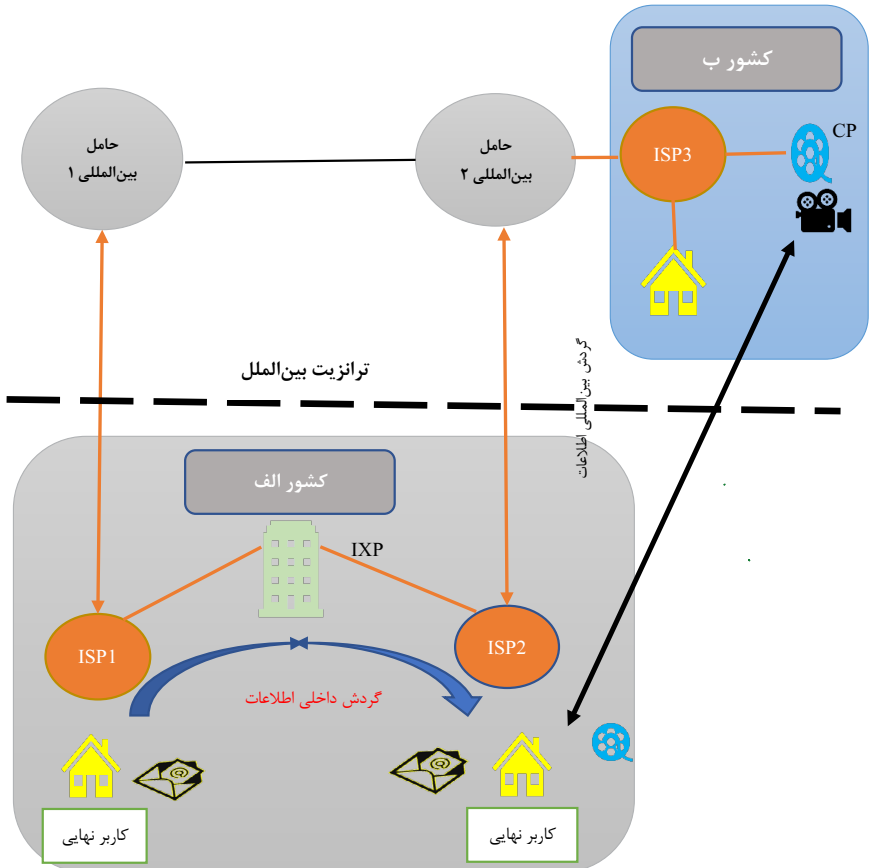 کشور ب
CP
ISP3
حامل
بین‌المللی ۱
حامل
بین‌المللی ۲
گردش بین‌المللی اطلاعات
ترانزیت بین‌الملل
کشور الف
IXP
ISP1
ISP2
گردش داخلی اطلاعات
@
@
کاربر نهایی
کاربر نهایی